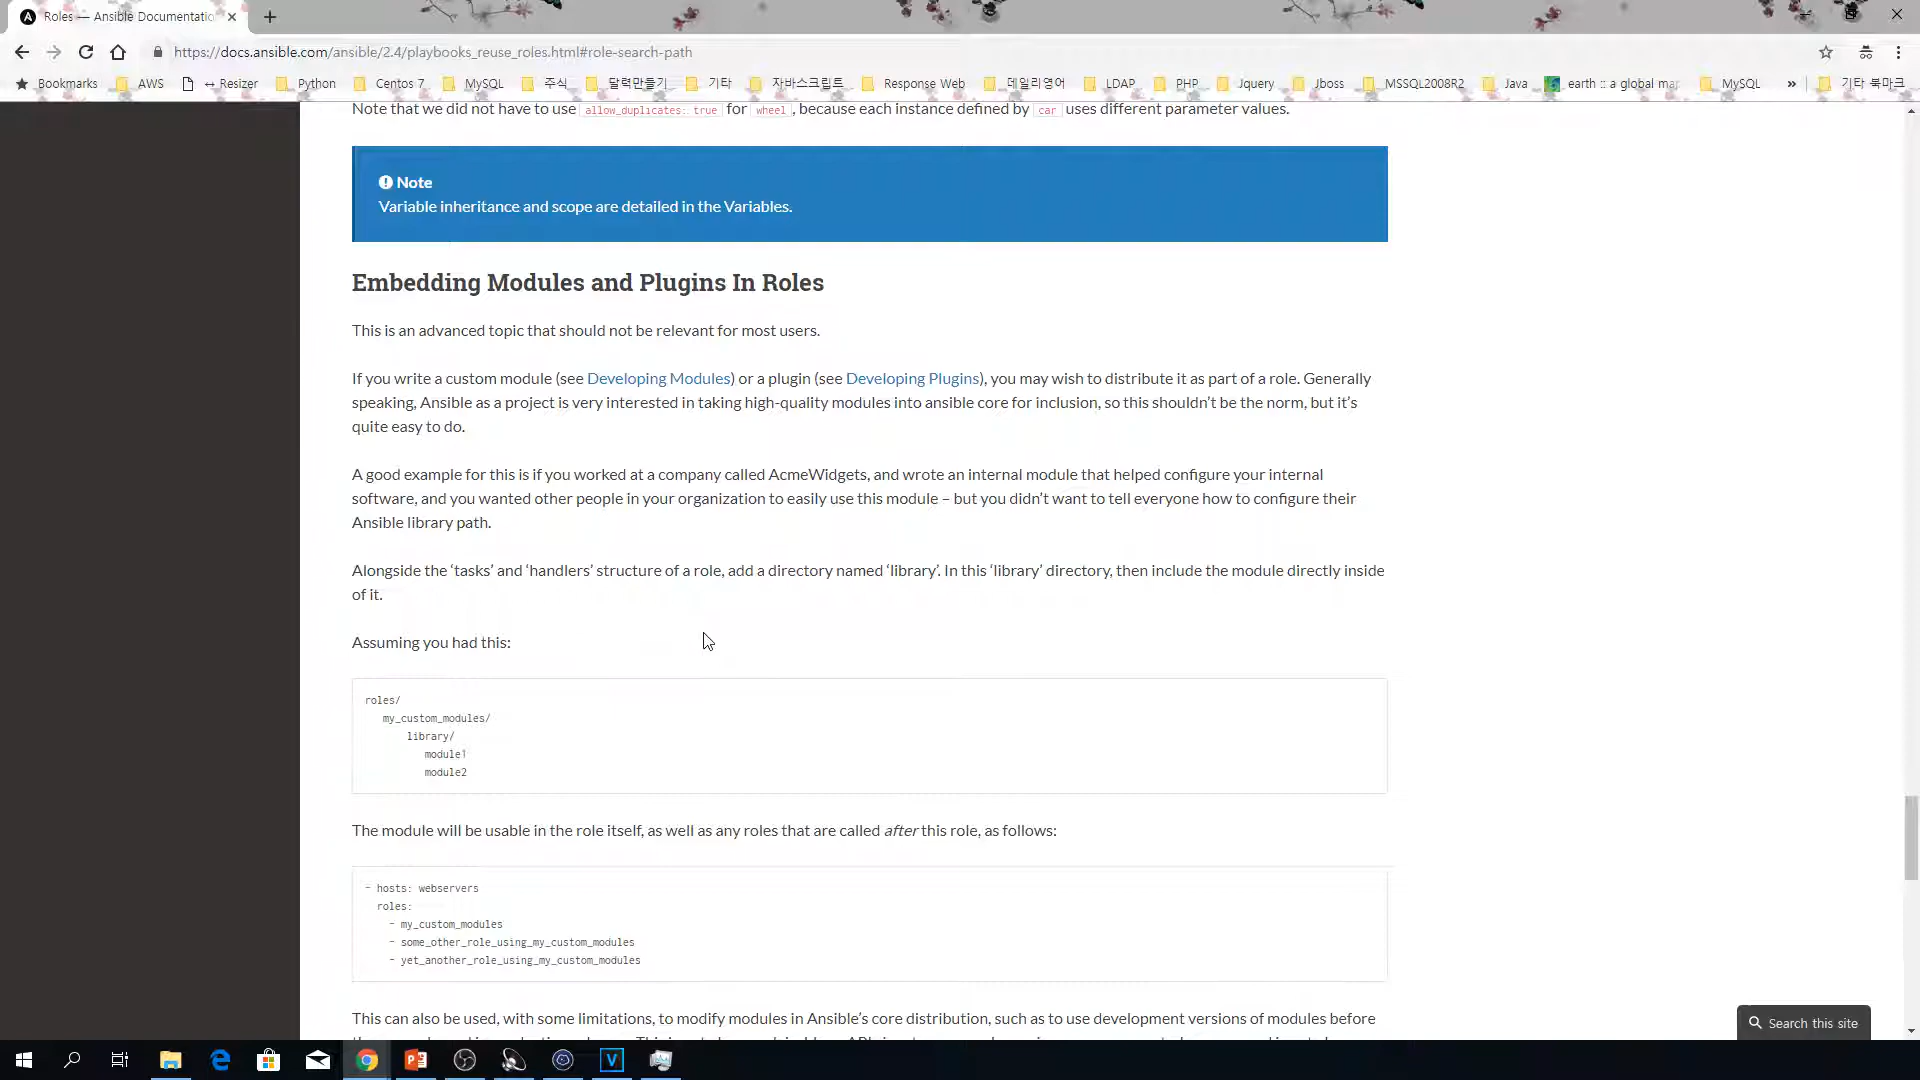 Roles — Ansible Documentatio
https://docs.ansible.com/ansible/2.4/playbooks_reuse_roles.html#role-search-path
Bookmarks AWS ↔ Resizer Python Centos 7 MySQL 주식 달력만들기 기타 자바스크립트 Response Web 데일리영어 LDAP PHP Jquery Jboss MSSQL2008R2 Java earth :: a global ma MySQL » 기타 북마크
Note that we did not have to use allow_duplicates: true for wheel, because each instance defined by car uses different parameter values.
Note
Variable inheritance and scope are detailed in the Variables.
Embedding Modules and Plugins In Roles
This is an advanced topic that should not be relevant for most users.
If you write a custom module (see Developing Modules) or a plugin (see Developing Plugins), you may wish to distribute it as part of a role. Generally
speaking, Ansible as a project is very interested in taking high-quality modules into ansible core for inclusion, so this shouldn’t be the norm, but it’s
quite easy to do.
A good example for this is if you worked at a company called AcmeWidgets, and wrote an internal module that helped configure your internal
software, and you wanted other people in your organization to easily use this module – but you didn’t want to tell everyone how to configure their
Ansible library path.
Alongside the ‘tasks’ and ‘handlers’ structure of a role, add a directory named ‘library’. In this ‘library’ directory, then include the module directly inside
of it.
Assuming you had this:
roles/
my_custom_modules/
library/
module1
module2
The module will be usable in the role itself, as well as any roles that are called after this role, as follows:
- hosts: webservers
roles:
- my_custom_modules
- some_other_role_using_my_custom_modules
- yet_another_role_using_my_custom_modules
This can also be used, with some limitations, to modify modules in Ansible’s core distribution, such as to use development versions of modules before
Search this site